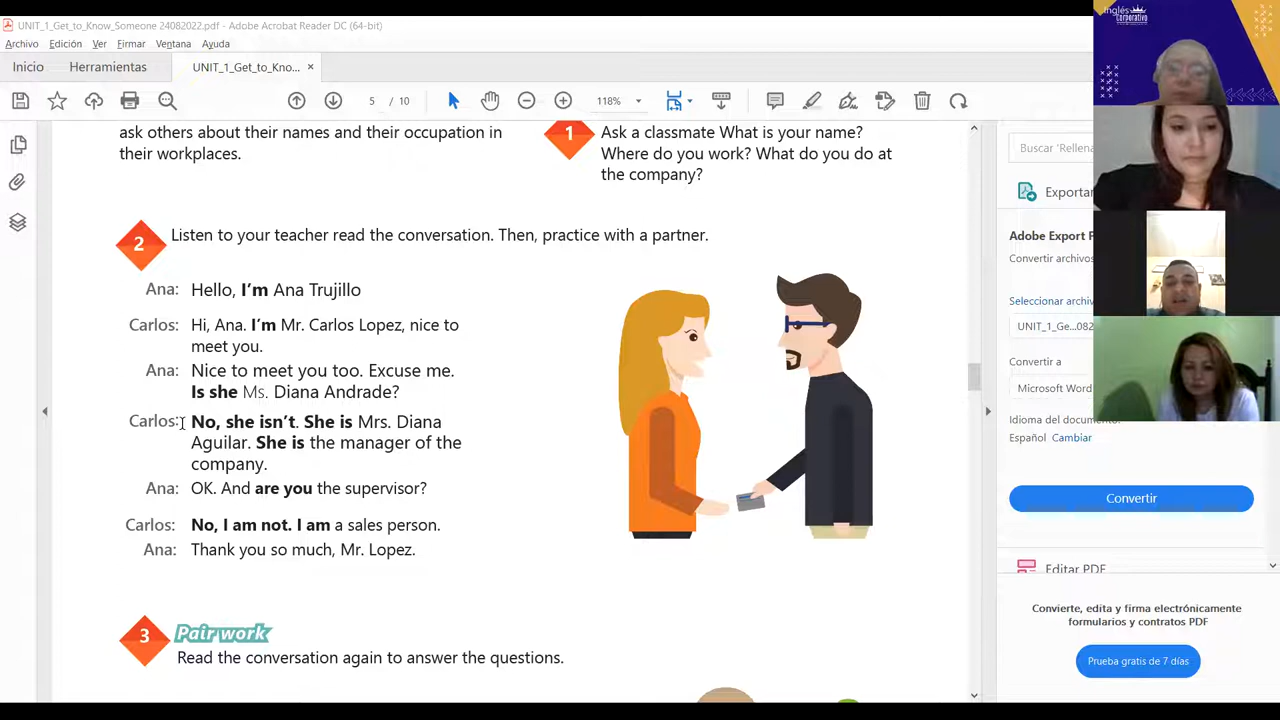 UNIT_1_Get_to_Know_Someone 24082022.pdf - Adobe Acrobat Reader DC (64-bit)
Archivo Edición Ver Firmar Ventana Ayuda
Inicio Herramientas UNIT_1_Get_to_Kno... ×
5 / 118%
ask others about their names and their occupation in
their workplaces.
1 Ask a classmate What is your name?
Where do you work? What do you do at
the company?
2 Listen to your teacher read the conversation. Then, practice with a partner.
Ana: Hello, I'm Ana Trujillo
Carlos: Hi, Ana. I'm Mr. Carlos Lopez, nice to
meet you.
Ana: Nice to meet you too. Excuse me.
Is she Ms. Diana Andrade?
Carlos: No, she isn't. She is Mrs. Diana
Aguilar. She is the manager of the
company.
Ana: OK. And are you the supervisor?
Carlos: No, I am not. I am a sales person.
Ana: Thank you so much, Mr. Lopez.
3 Pair work
Read the conversation again to answer the questions.
Inglés
Corporativo
Buscar 'Rellena
Exportar
Adobe Export P
Convertir archivos
Seleccionar archiv
UNIT_1_Ge...082
Convertir a
Microsoft Word
Idioma del documento:
Español Cambiar
Convertir
Editar PDF
Convierte, edita y firma electrónicamente
formularios y contratos PDF
Prueba gratis de 7 días